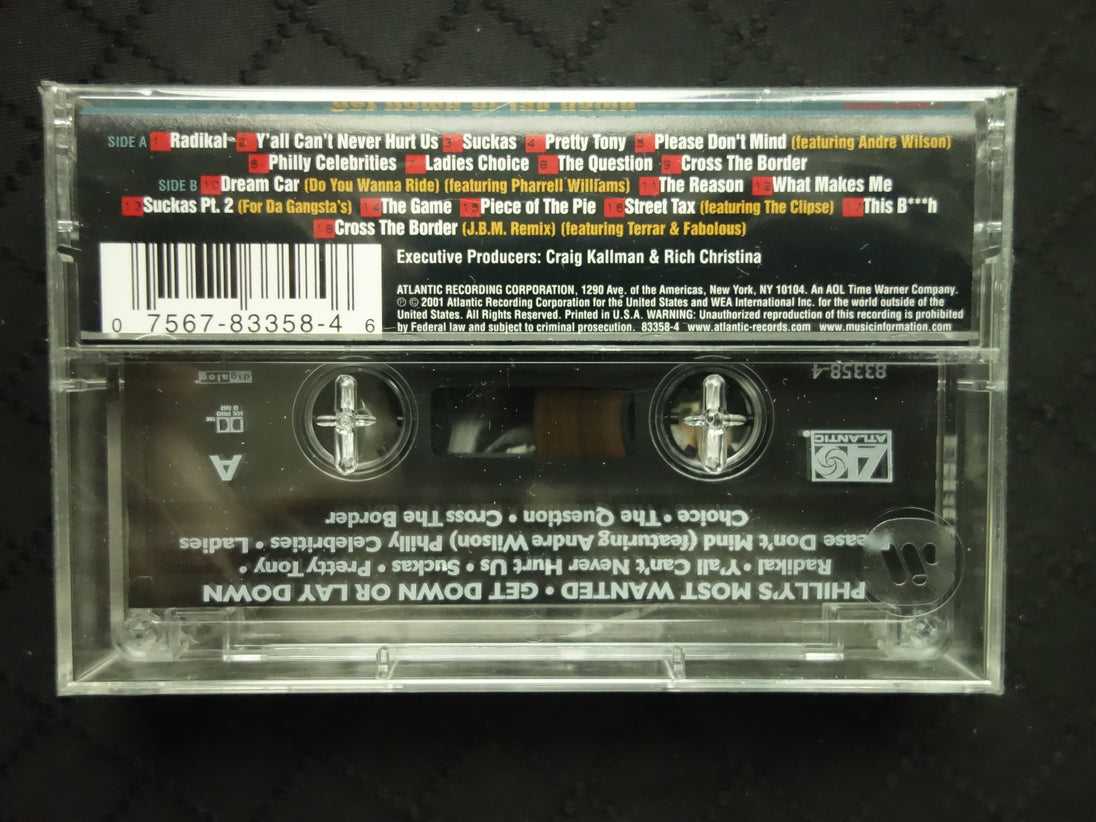 SIDE A 1 Radikal 2 Y'all Can't Never Hurt Us 3 Suckas 4 Pretty Tony 5 Please Don't Mind (featuring Andre Wilson)
6 Philly Celebrities 7 Ladies Choice 8 The Question 9 Cross The Border
SIDE B 10 Dream Car (Do You Wanna Ride) (featuring Pharrell Williams) 11 The Reason 12 What Makes Me
13 Suckas Pt. 2 (For Da Gangsta's) 14 The Game 15 Piece of The Pie 16 Street Tax (featuring The Clipse) 17 This B***h
18 Cross The Border (J.B.M. Remix) (featuring Terrar & Fabolous)
Executive Producers: Craig Kallman & Rich Christina
ATLANTIC RECORDING CORPORATION, 1290 Ave. of the Americas, New York, NY 10104. An AOL Time Warner Company.
℗ © 2001 Atlantic Recording Corporation for the United States and WEA International Inc. for the world outside of the
United States. All Rights Reserved. Printed in U.S.A. WARNING: Unauthorized reproduction of this recording is prohibited
by Federal law and subject to criminal prosecution. 83358-4 www.atlantic-records.com www.musicinformation.com
0 7567-83358-4 6
PHILLY'S MOST WANTED • GET DOWN OR LAY DOWN
Radikal • Y'all Can't Never Hurt Us • Suckas • Pretty Tony •
ease Don't Mind (featuring Andre Wilson) Philly Celebrities • Ladies
Choice • The Question • Cross The Border
A
ATLANTIC
HX PRO
B NR
digalog
83358-4